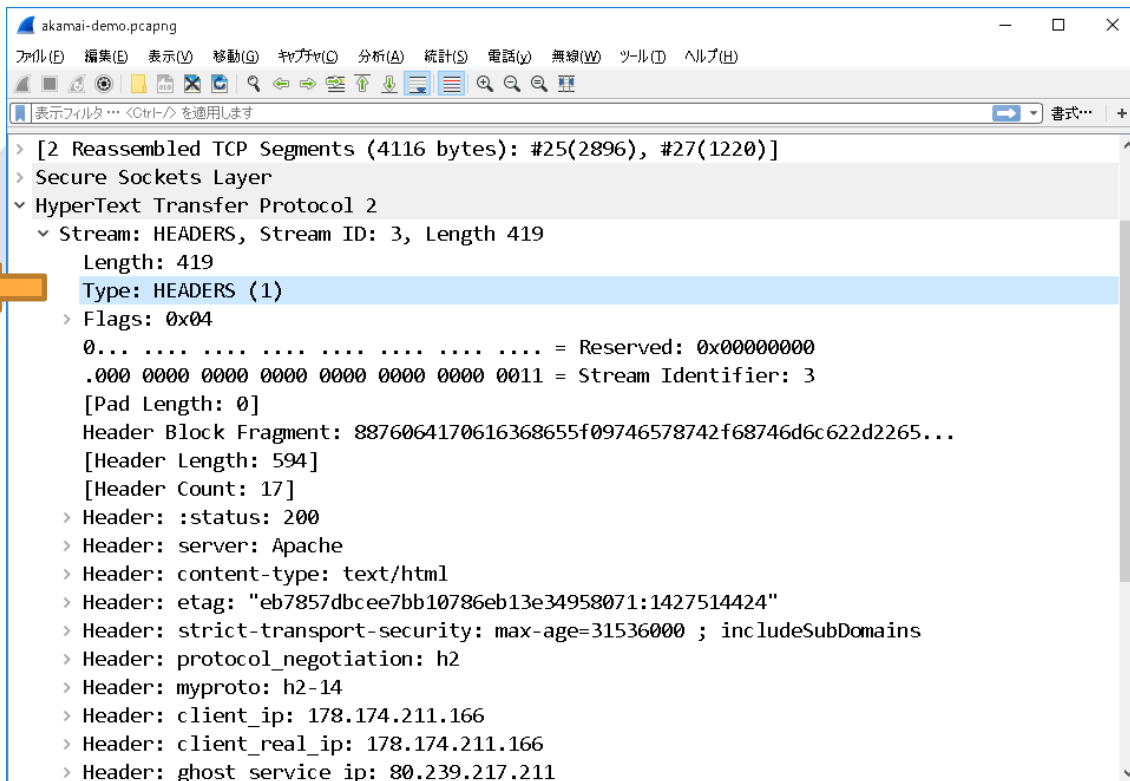 akamai-demo.pcapng
ファイル(F) 編集(E) 表示(V) 移動(G) キャプチャ(C) 分析(A) 統計(S) 電話(y) 無線(W) ツール(T) ヘルプ(H)
表示フィルタ … <Ctrl-/> を適用します 書式… +
> [2 Reassembled TCP Segments (4116 bytes): #25(2896), #27(1220)]
> Secure Sockets Layer
HyperText Transfer Protocol 2
Stream: HEADERS, Stream ID: 3, Length 419
Length: 419
Type: HEADERS (1)
> Flags: 0x04
0... .... .... .... .... .... .... .... = Reserved: 0x00000000
.000 0000 0000 0000 0000 0000 0000 0011 = Stream Identifier: 3
[Pad Length: 0]
Header Block Fragment: 8876064170616368655f09746578742f68746d6c622d2265...
[Header Length: 594]
[Header Count: 17]
> Header: :status: 200
> Header: server: Apache
> Header: content-type: text/html
> Header: etag: "eb7857dbcee7bb10786eb13e34958071:1427514424"
> Header: strict-transport-security: max-age=31536000 ; includeSubDomains
> Header: protocol_negotiation: h2
> Header: myproto: h2-14
> Header: client_ip: 178.174.211.166
> Header: client_real_ip: 178.174.211.166
> Header: ghost_service_ip: 80.239.217.211